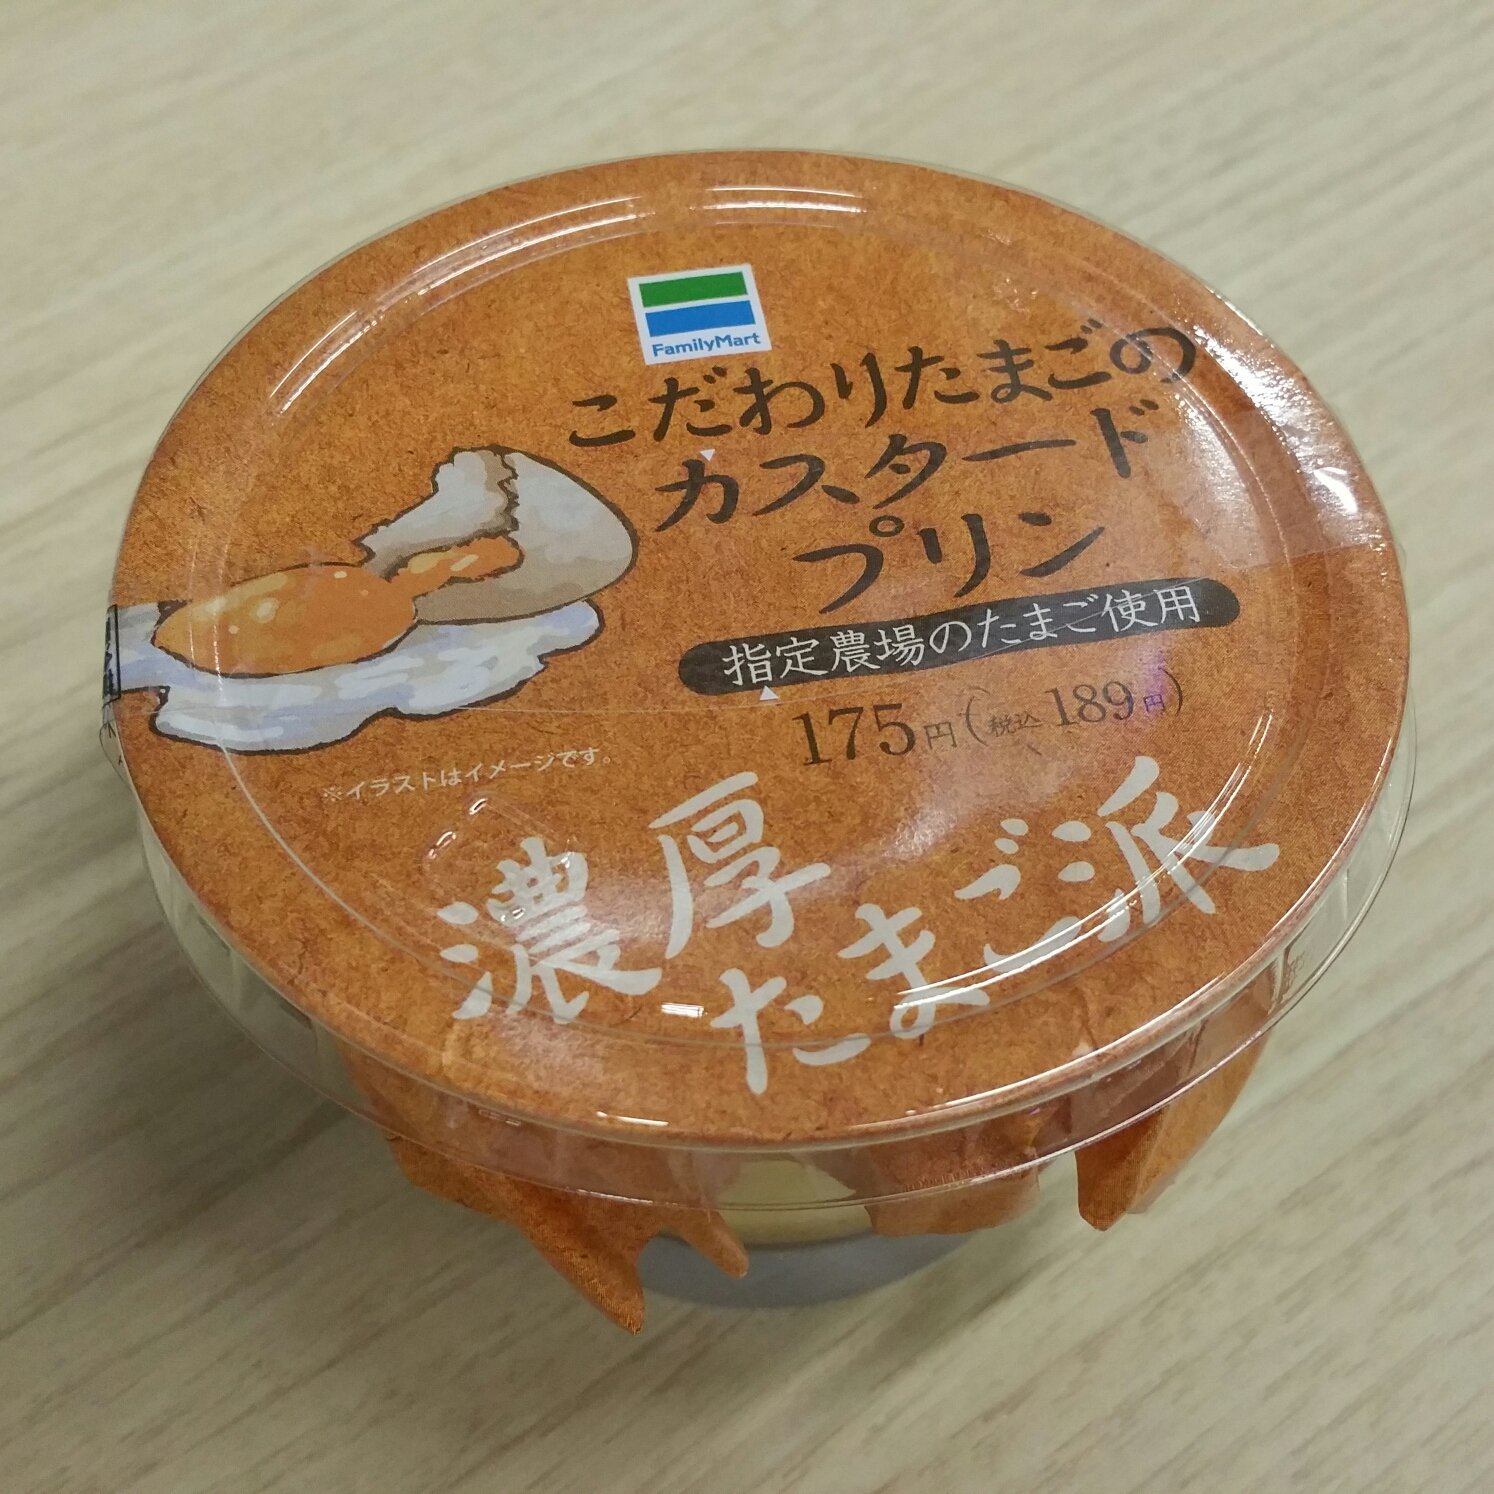 FamilyMart
こだわりたまごの
カスタード
プリン
指定農場のたまご使用
175円(税込189円)
※イラストはイメージです。
濃厚
たまご派